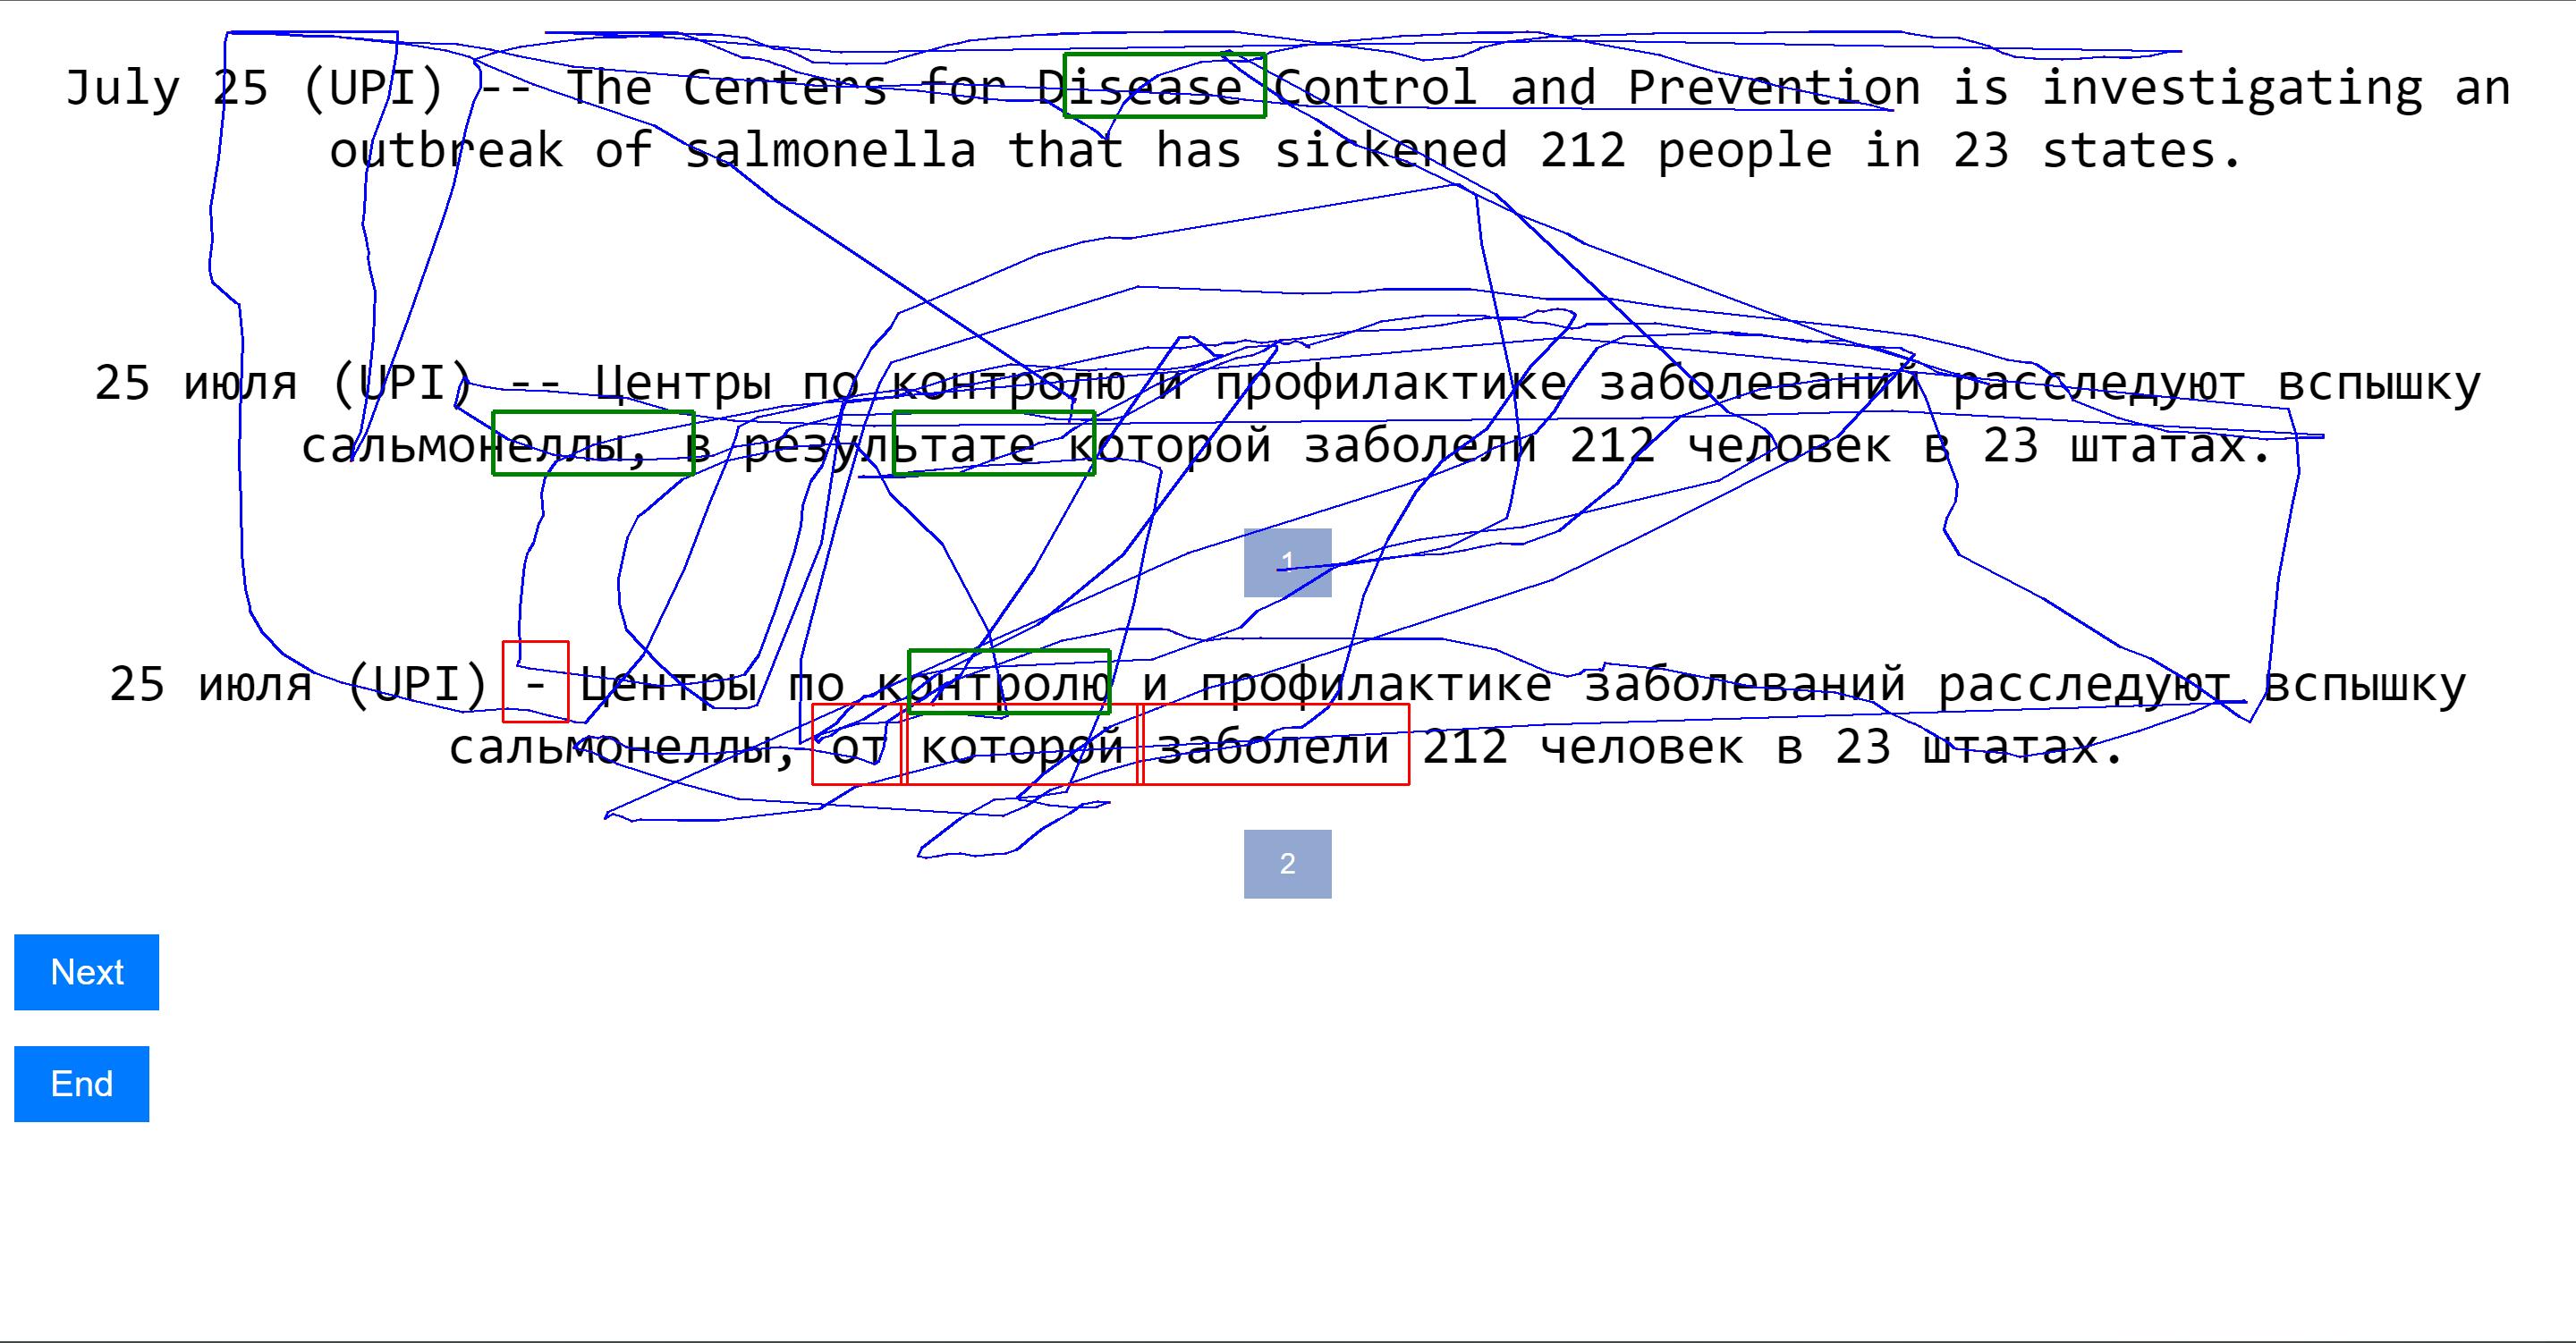 July 25 (UPI) -- The Centers for Disease Control and Prevention is investigating an
outbreak of salmonella that has sickened 212 people in 23 states.
25 июля (UPI) -- Центры по контролю и профилактике заболеваний расследуют вспышку
сальмонеллы, в результате которой заболели 212 человек в 23 штатах.
1
25 июля (UPI) - Центры по контролю и профилактике заболеваний расследуют вспышку
сальмонеллы, от которой заболели 212 человек в 23 штатах.
2
Next
End